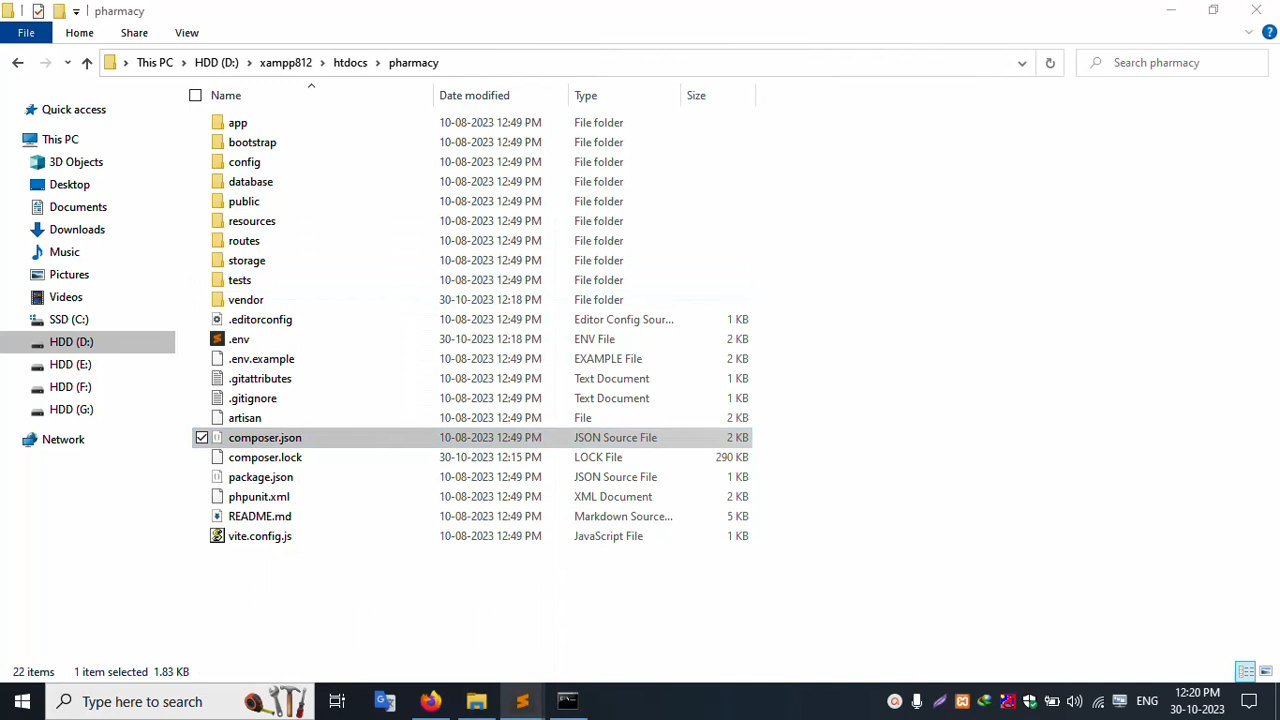 pharmacy
File Home Share View
This PC HDD (D:) xampp812 htdocs pharmacy Search pharmacy
Name Date modified Type Size
Quick access
This PC
3D Objects
Desktop
Documents
Downloads
Music
Pictures
Videos
SSD (C:)
HDD (D:)
HDD (E:)
HDD (F:)
HDD (G:)
Network
app 10-08-2023 12:49 PM File folder
bootstrap 10-08-2023 12:49 PM File folder
config 10-08-2023 12:49 PM File folder
database 10-08-2023 12:49 PM File folder
public 10-08-2023 12:49 PM File folder
resources 10-08-2023 12:49 PM File folder
routes 10-08-2023 12:49 PM File folder
storage 10-08-2023 12:49 PM File folder
tests 10-08-2023 12:49 PM File folder
vendor 30-10-2023 12:18 PM File folder
.editorconfig 10-08-2023 12:49 PM Editor Config Sour... 1 KB
.env 30-10-2023 12:18 PM ENV File 2 KB
.env.example 10-08-2023 12:49 PM EXAMPLE File 2 KB
.gitattributes 10-08-2023 12:49 PM Text Document 1 KB
.gitignore 10-08-2023 12:49 PM Text Document 1 KB
artisan 10-08-2023 12:49 PM File 2 KB
composer.json 10-08-2023 12:49 PM JSON Source File 2 KB
composer.lock 30-10-2023 12:15 PM LOCK File 290 KB
package.json 10-08-2023 12:49 PM JSON Source File 1 KB
phpunit.xml 10-08-2023 12:49 PM XML Document 2 KB
README.md 10-08-2023 12:49 PM Markdown Source... 5 KB
vite.config.js 10-08-2023 12:49 PM JavaScript File 1 KB
22 items 1 item selected 1.83 KB
Type here to search ENG 12:20 PM
30-10-2023